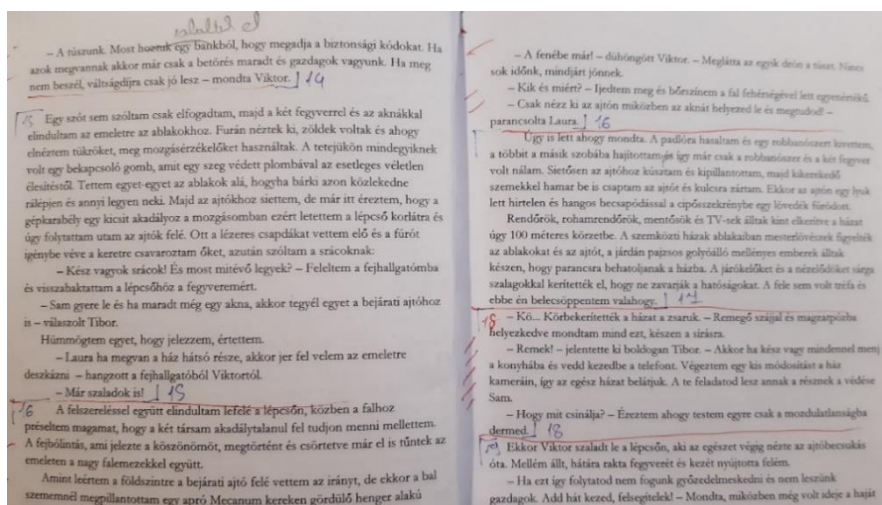 raboltál el
– A túszunk. Most hoztuk egy bankból, hogy megadja a biztonsági kódokat. Ha
azok megvannak akkor már csak a betörés maradt és gazdagok vagyunk. Ha meg
nem beszél, váltságdíjra csak jó lesz – mondta Viktor. 14
15 Egy szót sem szóltam csak elfogadtam, majd a két fegyverrel és az aknákkal
elindultam az emeletre az ablakokhoz. Furán néztek ki, zöldek voltak és ahogy
elnéztem tükröket, meg mozgásérzékelőket használtak. A tetejükön mindegyiknek
volt egy bekapcsoló gomb, amit egy szeg védett plombával az esetleges véletlen
élesítéstől. Tettem egyet-egyet az ablakok alá, hogyha bárki azon közlekedne
rálépjen és annyi legyen neki. Majd az ajtókhoz siettem, de már itt éreztem, hogy a
gépkarabély egy kicsit akadályoz a mozgásomban ezért letettem a lépcső korlátra és
úgy folytattam utam az ajtók felé. Ott a lézeres csapdákat vettem elő és a fúrót
igénybe véve a keretre csavaroztam őket, azután szóltam a srácoknak:
– Kész vagyok srácok! És most mitévő legyek? – Feleltem a fejhallgatómba
és visszabaktattam a lépcsőhöz a fegyveremért.
– Sam gyere le és ha maradt még egy akna, akkor tegyél egyet a bejárati ajtóhoz
is – válaszolt Tibor.
Hümmögtem egyet, hogy jelezzem, értettem.
– Laura ha megvan a ház hátsó része, akkor jer fel velem az emeletre
deszkázni – hangzott a fejhallgatóból Viktortól.
– Már szaladok is! 15
16 A felszereléssel együtt elindultam lefelé a lépcsőn, közben a falhoz
préseltem magamat, hogy a két társam akadálytalanul fel tudjon menni mellettem.
A fejbólintás, ami jelezte a köszönömöt, megtörtént és csörtetve már el is tűntek az
emeleten a nagy falemezekkel együtt.
Amint leértem a földszintre a bejárati ajtó felé vettem az irányt, de ekkor a bal
szememnél megpillantottam egy apró Mecanum kereken gördülő henger alakú
– A fenébe már! – dühöngött Viktor. – Meglátta az egyik drón a túszt. Nincs
sok időnk, mindjárt jönnek.
– Kik és miért? – Ijedtem meg és bőrszínem a fal fehérségével lett egyenértékű.
– Csak nézz ki az ajtón miközben az aknát helyezed le és megtudod! –
parancsolta Laura. 16
Úgy is lett ahogy mondta. A padlóra hasaltam és egy robbanószert kivettem,
a többit a másik szobába hajítottam és így már csak a robbanószer és a két fegyver
volt nálam. Sietősen az ajtóhoz kúsztam és kipillantottam, majd kikerekedő
szemekkel hamar be is csaptam az ajtót és kulcsra zártam. Ekkor az ajtón egy lyuk
lett hirtelen és hangos becsapódással a cipősszekrénybe egy lövedék fúródott.
Rendőrök, rohamrendőrök, mentősök és TV-sek álltak kint elkerítve a házat
úgy 100 méteres körzetbe. A szemközti házak ablakaiban mesterlövészek figyelték
az ablakokat és az ajtót, a járdán pajzsos golyóálló mellényes emberek álltak
készen, hogy parancsra behatoljanak a házba. A járókelőket és a nézelődőket sárga
szalagokkal kerítették el, hogy ne zavarják a hatóságokat. A fele sem volt tréfa és
ebbe én belecsöppentem valahogy. 17
18 – Kö... Körbekerítették a házat a zsaruk. – Remegő szájjal és magzatpózba
helyezkedve mondtam mind ezt, készen a sírásra.
– Remek! – jelentette ki boldogan Tibor. – Akkor ha kész vagy mindennel menj
a konyhába és vedd kezedbe a telefont. Végeztem egy kis módosítást a ház
kameráin, így az egész házat belátjuk. A te feladatod lesz annak a résznek a védése
Sam.
– Hogy mit csinálja? – Éreztem ahogy testem egyre csak a mozdulatlanságba
dermed. 18
19 Ekkor Viktor szaladt le a lépcsőn, aki az egészet végig nézte az ajtóbecsukás
óta. Mellém állt, hátára rakta fegyverét és kezét nyújtotta felém.
– Ha ezt így folytatod nem fogunk győzedelmeskedni és nem leszünk
gazdagok. Add hát kezed, felsegítelek! – Mondta, miközben még volt ideje a haját